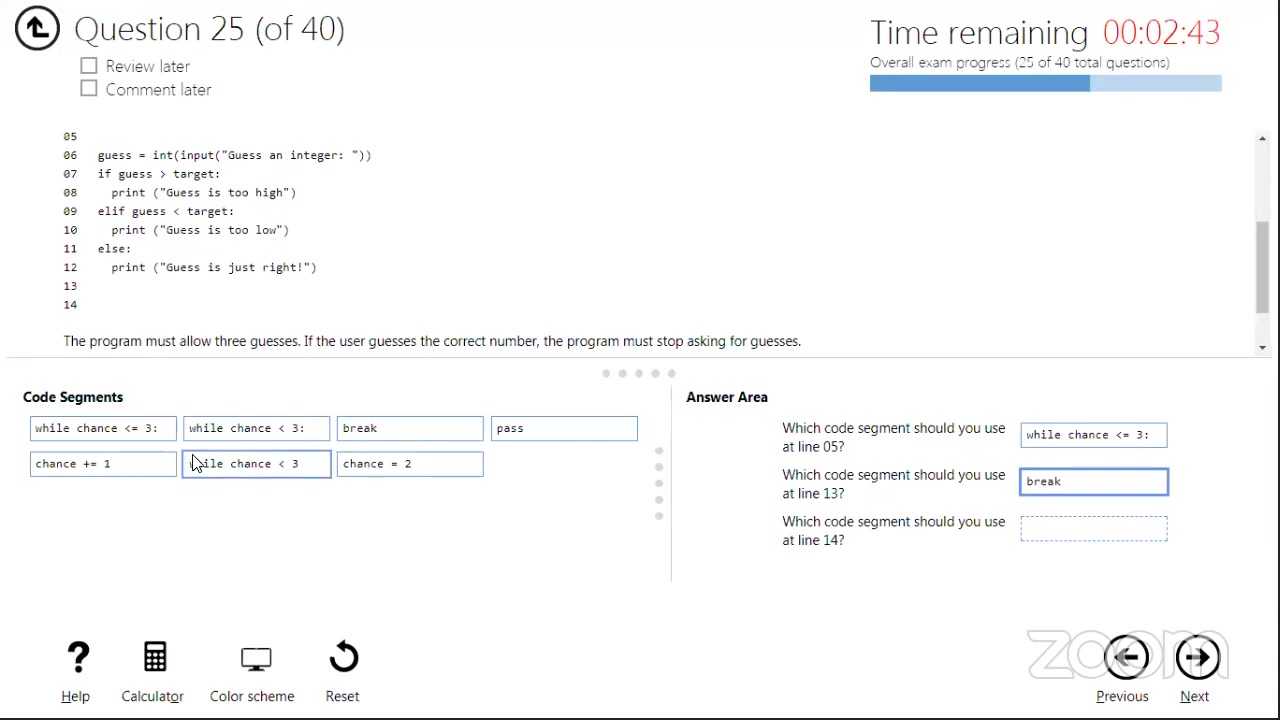 Question 25 (of 40)
Review later
Comment later
Time remaining 00:02:43
Overall exam progress (25 of 40 total questions)
05
06 guess = int(input("Guess an integer: "))
07 if guess > target:
08 print ("Guess is too high")
09 elif guess < target:
10 print ("Guess is too low")
11 else:
12 print ("Guess is just right!")
13
14
The program must allow three guesses. If the user guesses the correct number, the program must stop asking for guesses.
Code Segments
while chance <= 3:
while chance < 3:
break
pass
chance += 1
while chance < 3
chance = 2
Answer Area
Which code segment should you use
at line 05?
while chance <= 3:
Which code segment should you use
at line 13?
break
Which code segment should you use
at line 14?
? Help
Calculator
Color scheme
Reset
zoom
Previous
Next